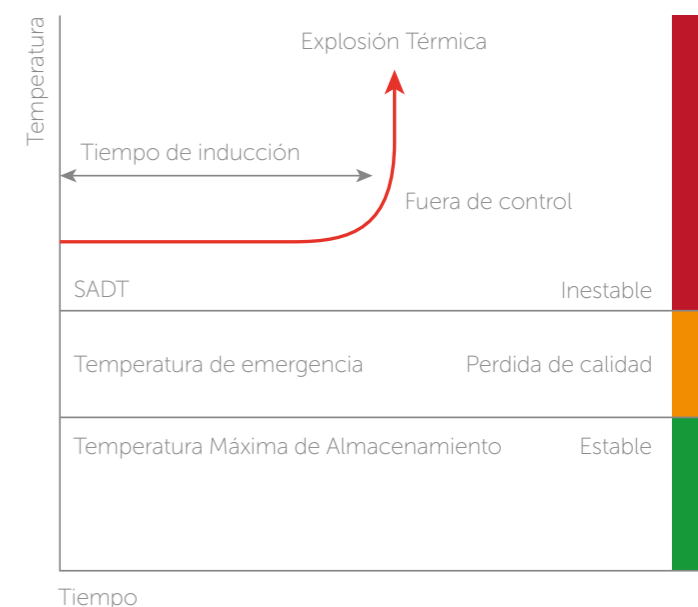 Temperatura
Explosión Térmica
Tiempo de inducción
Fuera de control
SADT Inestable
Temperatura de emergencia Perdida de calidad
Temperatura Máxima de Almacenamiento Estable
Tiempo